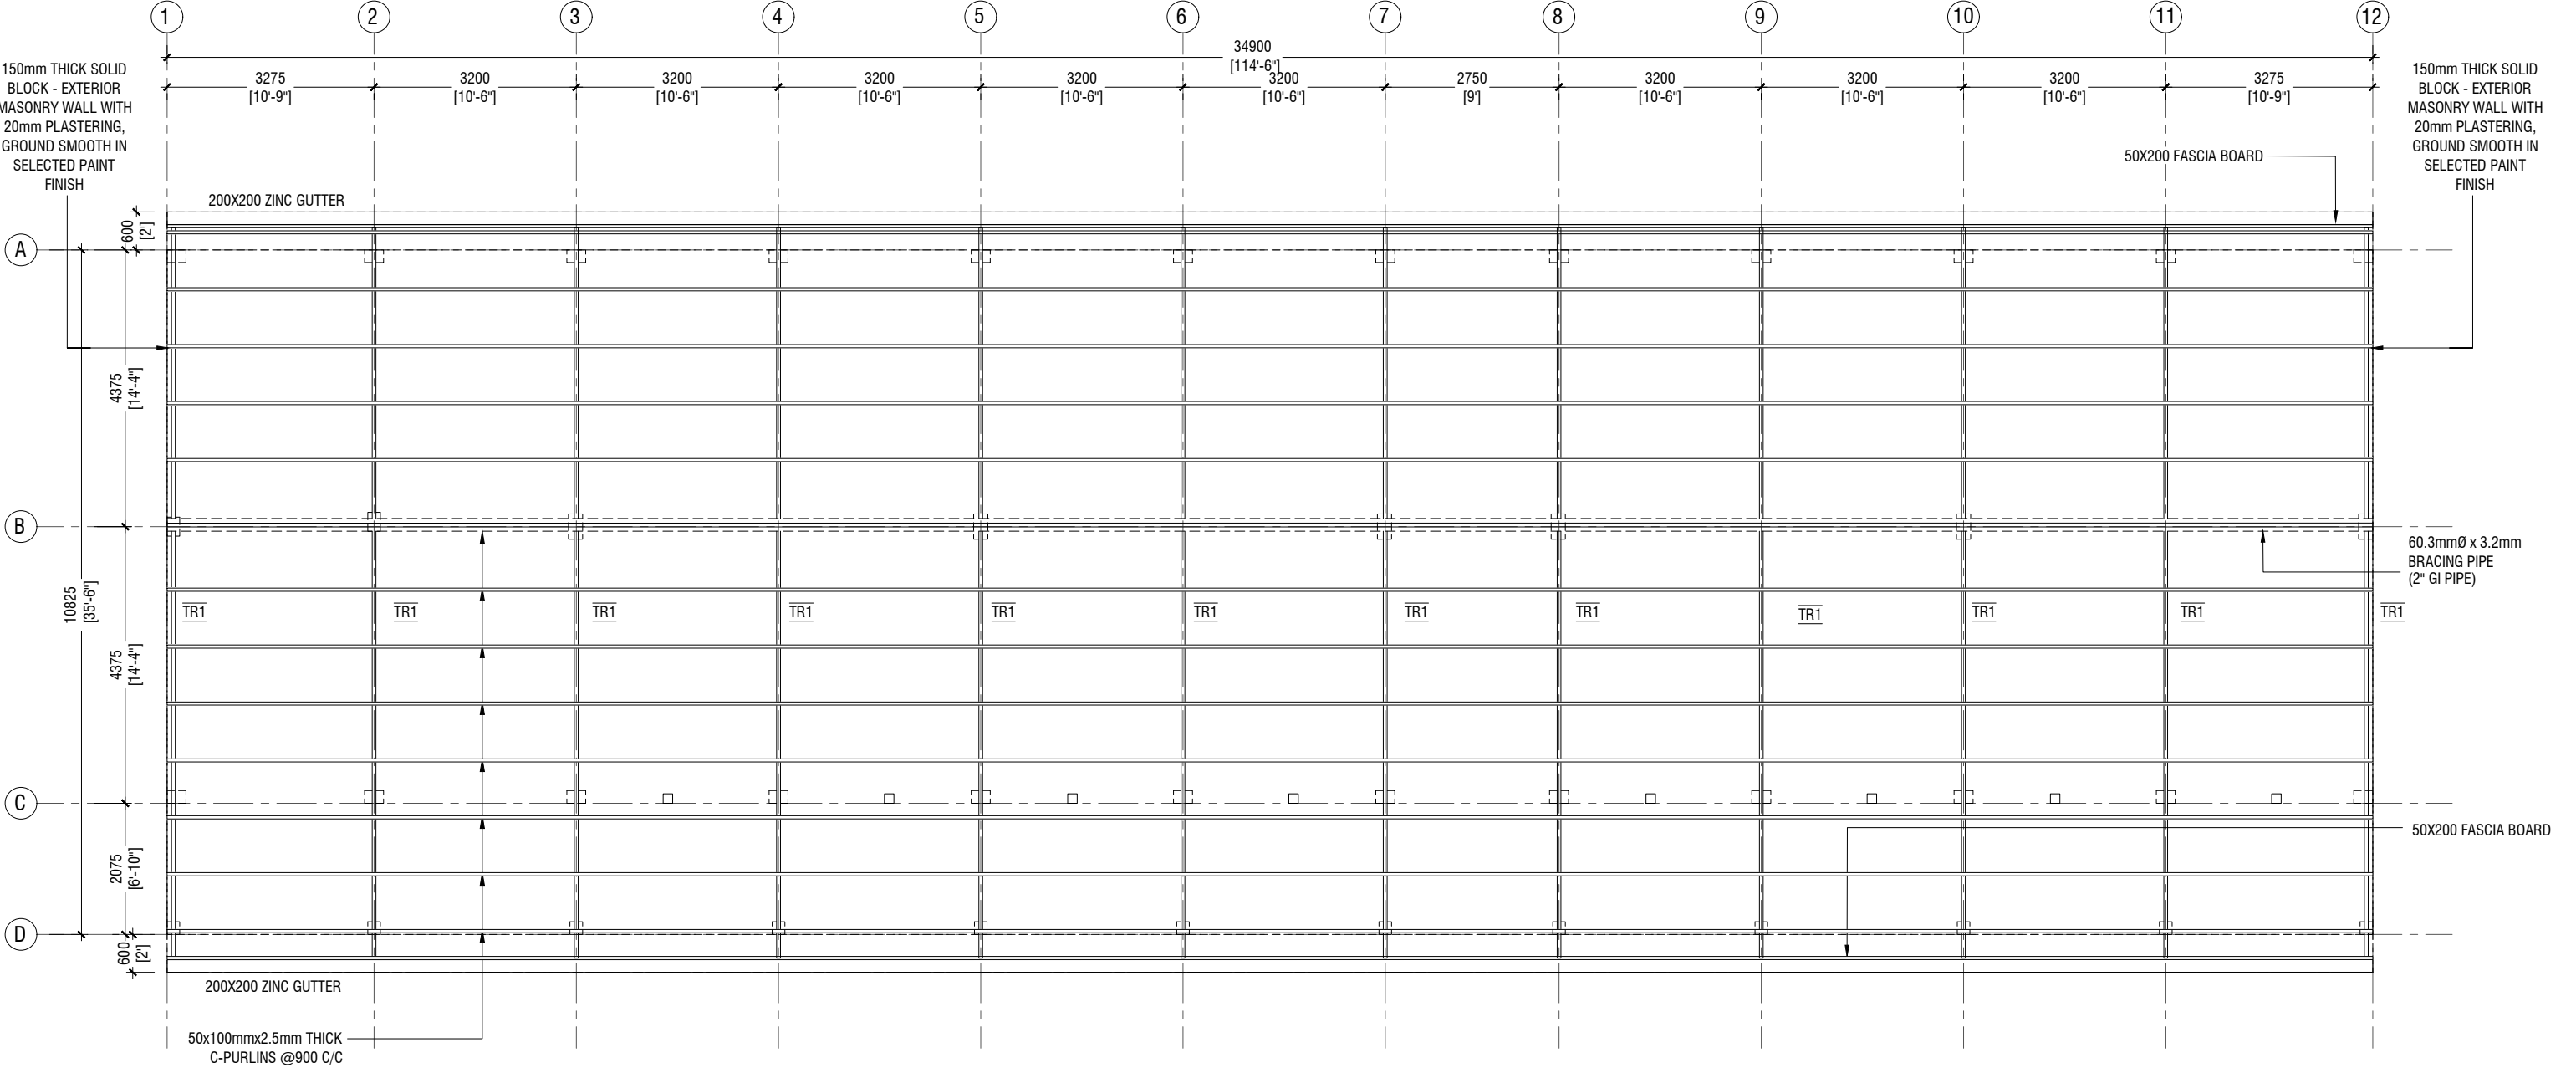 1 2 3 4 5 6 7 8 9 10 11 12
34900
[114'-6"]
3275 3200 3200 3200 3200 3200 2750 3200 3200 3200 3275
[10'-9"] [10'-6"] [10'-6"] [10'-6"] [10'-6"] [10'-6"] [9'] [10'-6"] [10'-6"] [10'-6"] [10'-9"]
150mm THICK SOLID
BLOCK - EXTERIOR
MASONRY WALL WITH
20mm PLASTERING,
GROUND SMOOTH IN
SELECTED PAINT
FINISH
150mm THICK SOLID
BLOCK - EXTERIOR
MASONRY WALL WITH
20mm PLASTERING,
GROUND SMOOTH IN
SELECTED PAINT
FINISH
50X200 FASCIA BOARD
200X200 ZINC GUTTER
600
[2']
A
4375
[14'-4"]
B
60.3mmØ x 3.2mm
BRACING PIPE
(2" GI PIPE)
10825
[35'-6"]
TR1 TR1 TR1 TR1 TR1 TR1 TR1 TR1 TR1 TR1 TR1 TR1
4375
[14'-4"]
C
50X200 FASCIA BOARD
2075
[6'-10"]
D
600
[2']
200X200 ZINC GUTTER
50x100mmx2.5mm THICK
C-PURLINS @900 C/C